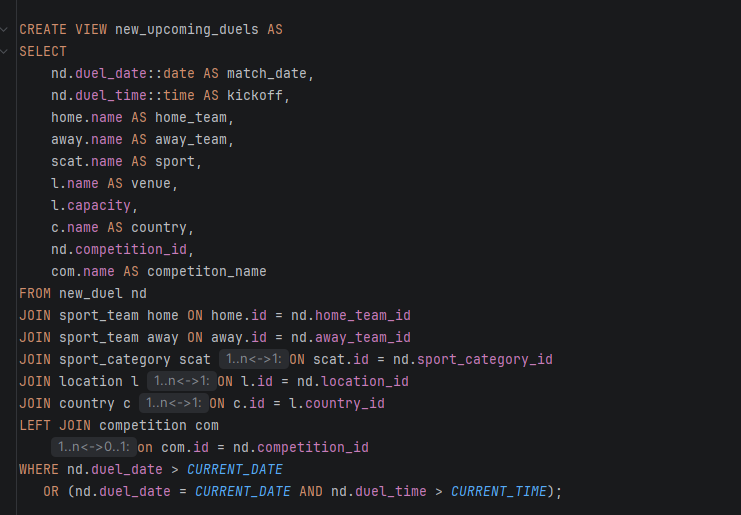 CREATE VIEW new_upcoming_duels AS
SELECT
nd.duel_date::date AS match_date,
nd.duel_time::time AS kickoff,
home.name AS home_team,
away.name AS away_team,
scat.name AS sport,
l.name AS venue,
l.capacity,
c.name AS country,
nd.competition_id,
com.name AS competiton_name
FROM new_duel nd
JOIN sport_team home ON home.id = nd.home_team_id
JOIN sport_team away ON away.id = nd.away_team_id
JOIN sport_category scat 1..n<->1: ON scat.id = nd.sport_category_id
JOIN location l 1..n<->1: ON l.id = nd.location_id
JOIN country c 1..n<->1: ON c.id = l.country_id
LEFT JOIN competition com
1..n<->0..1: on com.id = nd.competition_id
WHERE nd.duel_date > CURRENT_DATE
OR (nd.duel_date = CURRENT_DATE AND nd.duel_time > CURRENT_TIME);